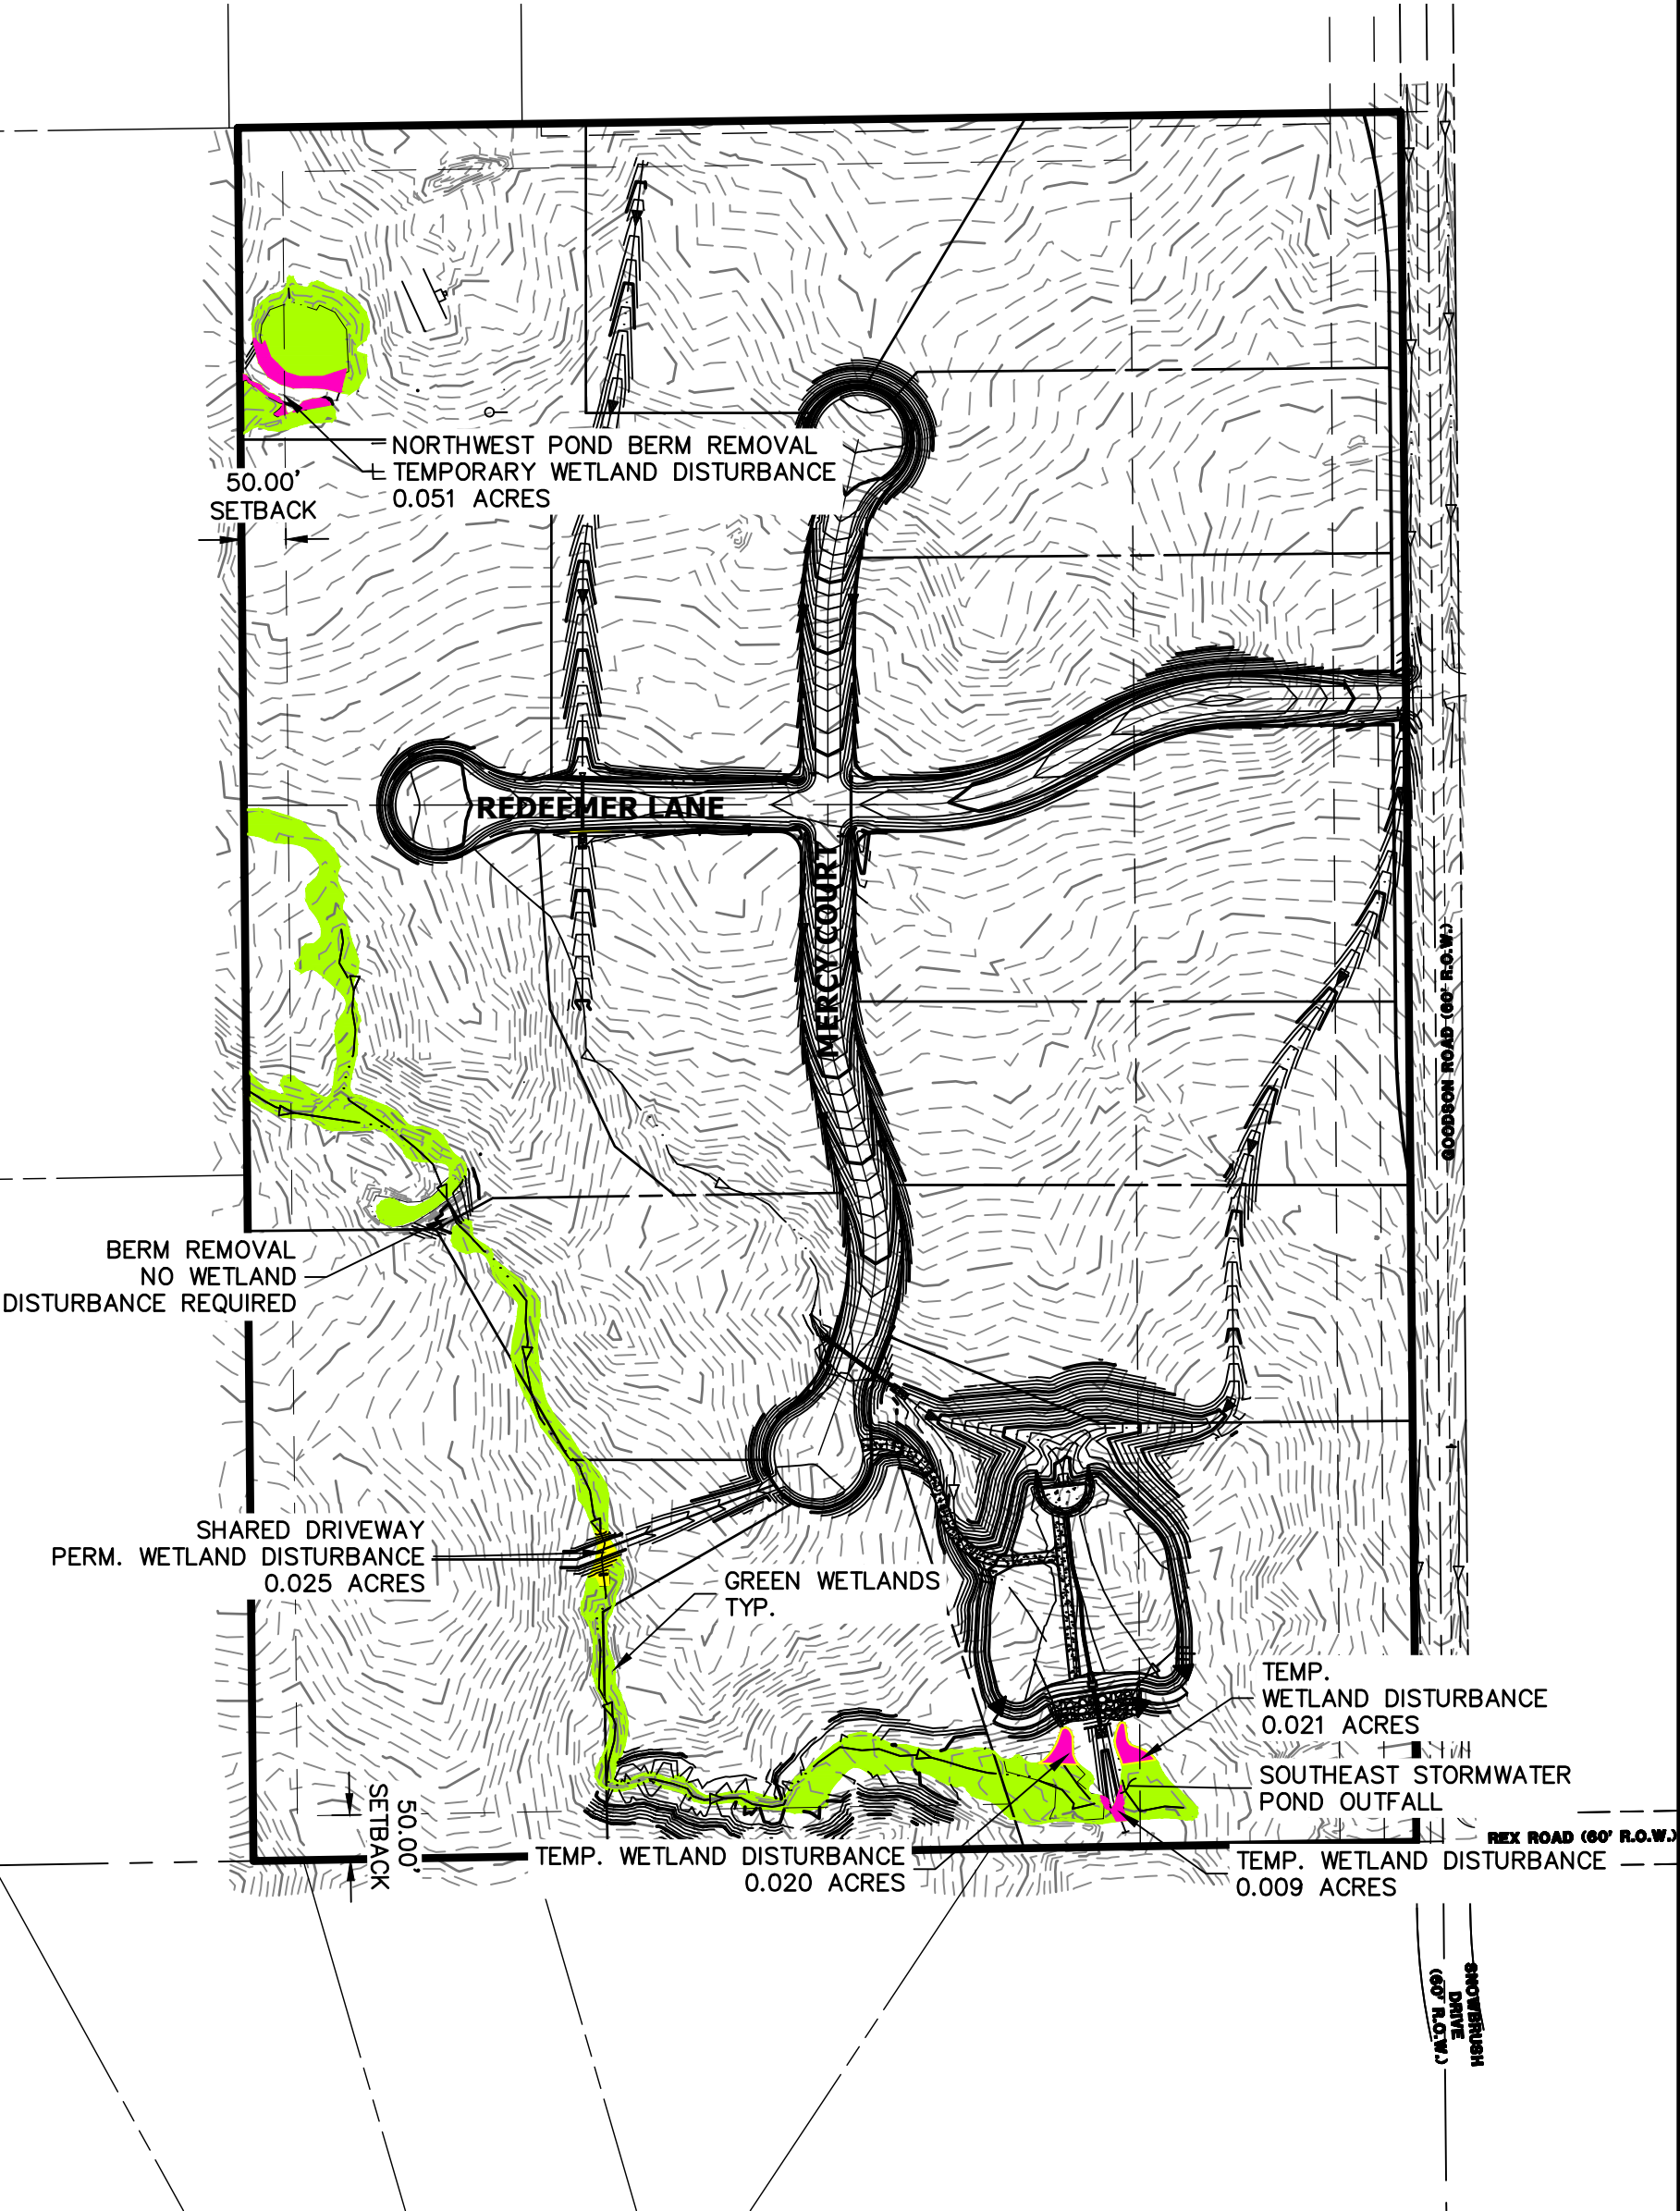 NORTHWEST POND BERM REMOVAL
TEMPORARY WETLAND DISTURBANCE
0.051 ACRES
50.00'
SETBACK
REDEEMER LANE
MERCY COURT
GOODSON ROAD (60' R.O.W.)
BERM REMOVAL
NO WETLAND
DISTURBANCE REQUIRED
SHARED DRIVEWAY
PERM. WETLAND DISTURBANCE
0.025 ACRES
GREEN WETLANDS
TYP.
TEMP.
WETLAND DISTURBANCE
0.021 ACRES
SOUTHEAST STORMWATER
POND OUTFALL
50.00'
SETBACK
REX ROAD (60' R.O.W.)
TEMP. WETLAND DISTURBANCE
0.020 ACRES
TEMP. WETLAND DISTURBANCE
0.009 ACRES
SNOWBRUSH
DRIVE
(60' R.O.W.)